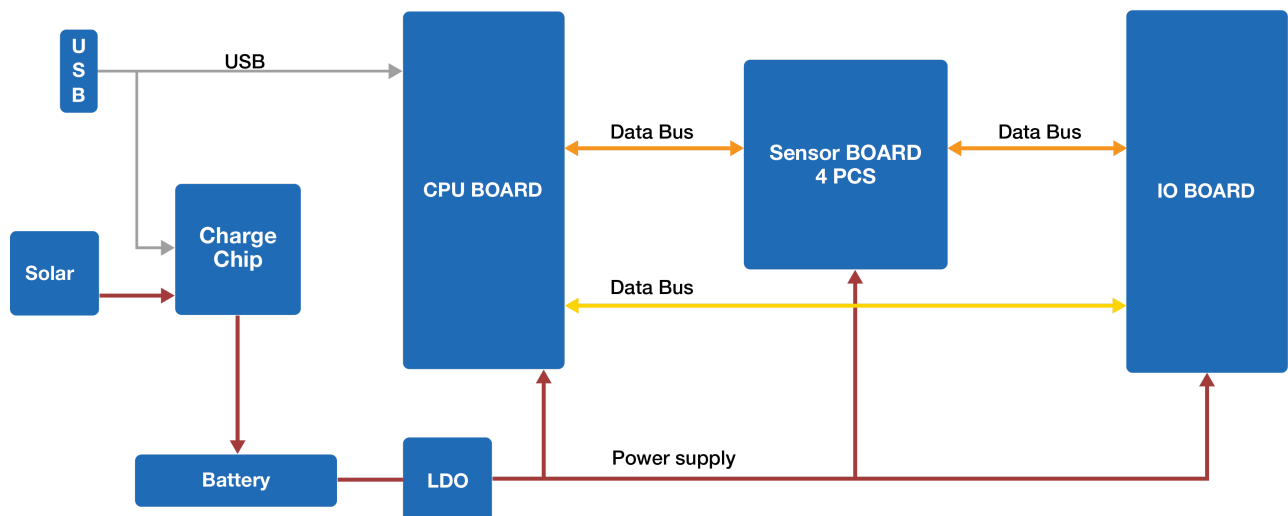 USB
USB
CPU BOARD
Data Bus
Sensor BOARD
4 PCS
Data Bus
IO BOARD
Charge
Chip
Solar
Data Bus
Battery
LDO
Power supply